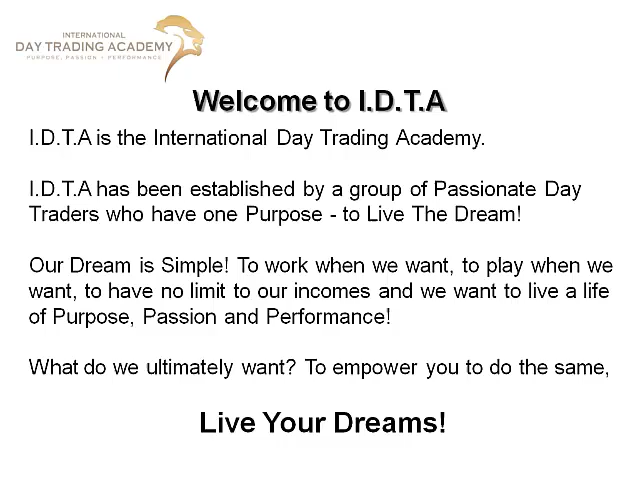 INTERNATIONAL
DAY TRADING ACADEMY
PURPOSE, PASSION + PERFORMANCE
Welcome to I.D.T.A
I.D.T.A is the International Day Trading Academy.
I.D.T.A has been established by a group of Passionate Day
Traders who have one Purpose - to Live The Dream!
Our Dream is Simple! To work when we want, to play when we
want, to have no limit to our incomes and we want to live a life
of Purpose, Passion and Performance!
What do we ultimately want? To empower you to do the same,
Live Your Dreams!